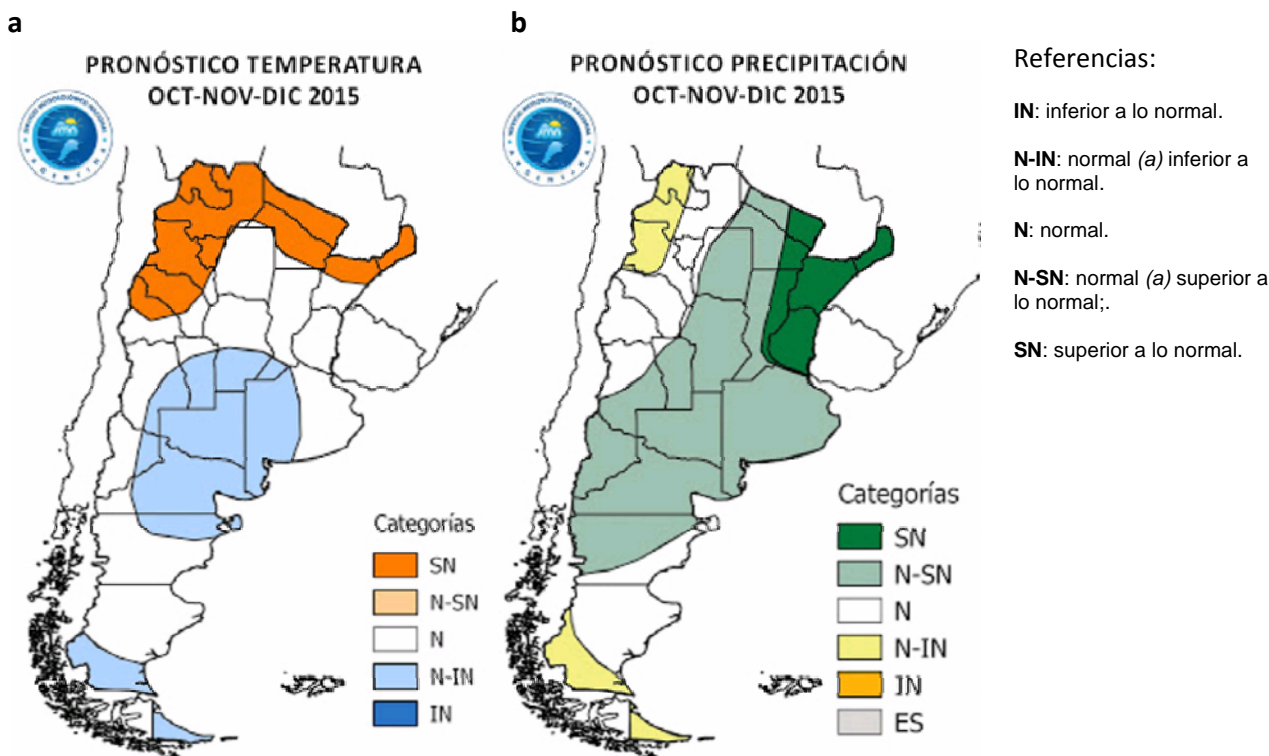 a
PRONÓSTICO TEMPERATURA
OCT-NOV-DIC 2015
Categorías
SN
N-SN
N
N-IN
IN
b
PRONÓSTICO PRECIPITACIÓN
OCT-NOV-DIC 2015
Categorías
SN
N-SN
N
N-IN
IN
ES
Referencias:
IN: inferior a lo normal.
N-IN: normal (a) inferior a
lo normal.
N: normal.
N-SN: normal (a) superior a
lo normal;.
SN: superior a lo normal.